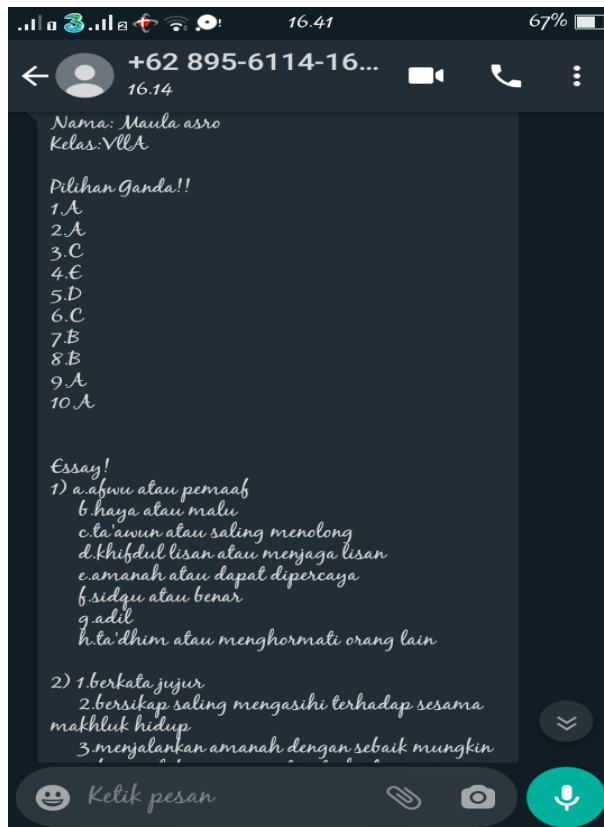 16.41
67%
+62 895-6114-16...
16.14
Nama: Maula asro
Kelas:VllA
Pilihan Ganda!!
1.A
2.A
3.C
4.E
5.D
6.C
7.B
8.B
9.A
10.A
Essay!
1) a.afwu atau pemaaf
b.haya atau malu
c.ta'awun atau saling menolong
d.khifdul lisan atau menjaga lisan
e.amanah atau dapat dipercaya
f.sidqu atau benar
g.adil
h.ta'dhim atau menghormati orang lain
2) 1.berkata jujur
2.bersikap saling mengasihi terhadap sesama
makhluk hidup
3.menjalankan amanah dengan sebaik mungkin
Ketik pesan